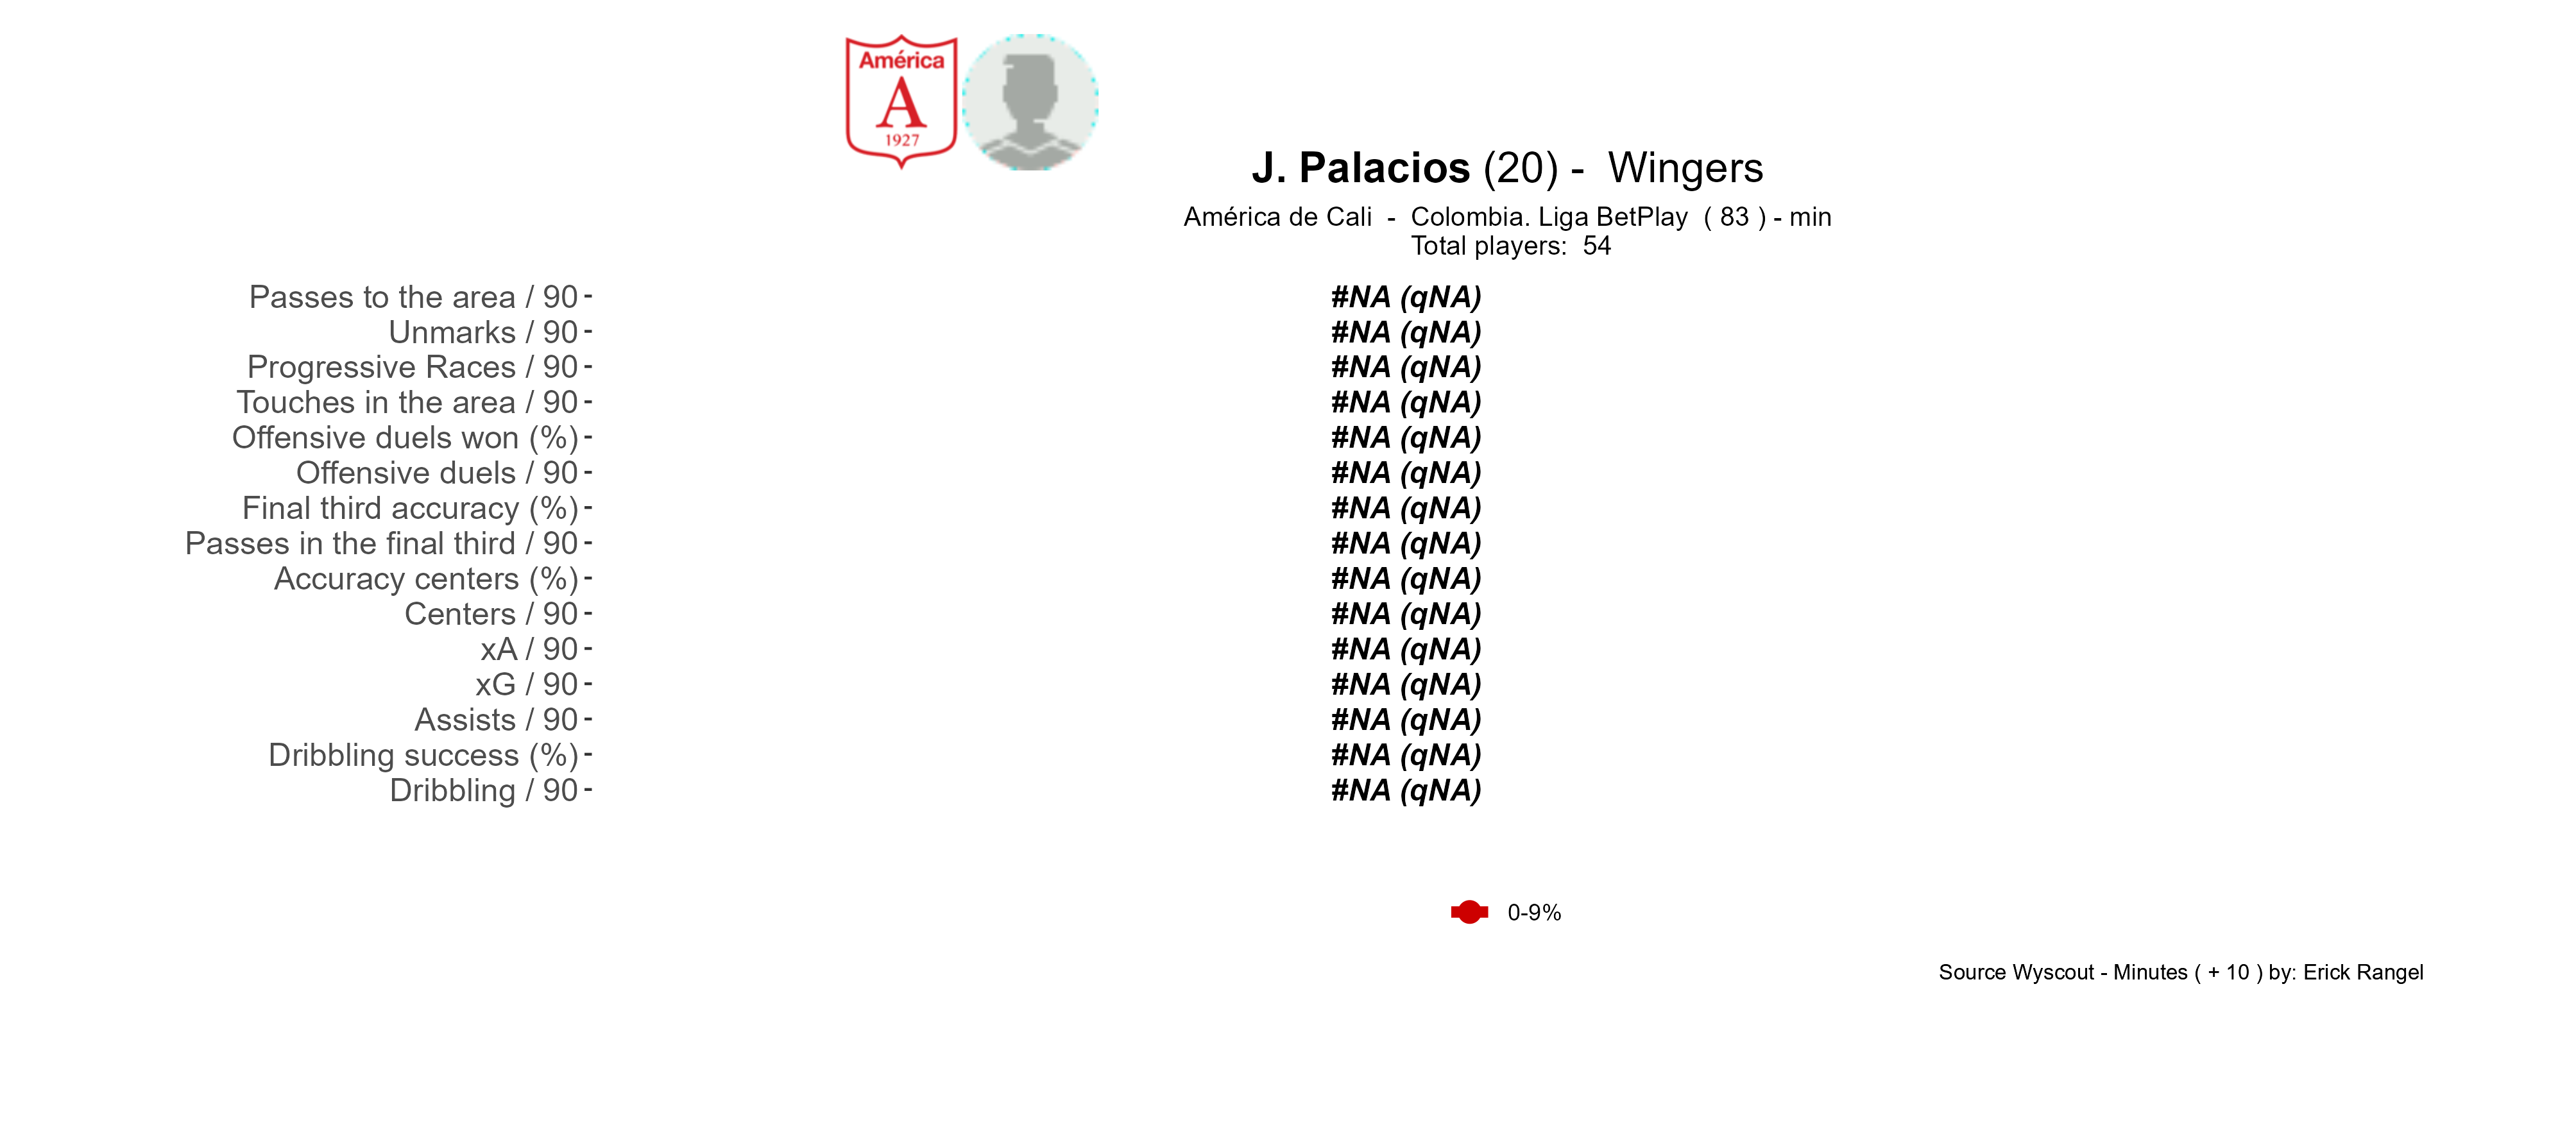 América
A
1927
J. Palacios (20) - Wingers
América de Cali - Colombia. Liga BetPlay ( 83 ) - min
Total players: 54
Passes to the area / 90 #NA (qNA)
Unmarks / 90 #NA (qNA)
Progressive Races / 90 #NA (qNA)
Touches in the area / 90 #NA (qNA)
Offensive duels won (%) #NA (qNA)
Offensive duels / 90 #NA (qNA)
Final third accuracy (%) #NA (qNA)
Passes in the final third / 90 #NA (qNA)
Accuracy centers (%) #NA (qNA)
Centers / 90 #NA (qNA)
xA / 90 #NA (qNA)
xG / 90 #NA (qNA)
Assists / 90 #NA (qNA)
Dribbling success (%) #NA (qNA)
Dribbling / 90 #NA (qNA)
0-9%
Source Wyscout - Minutes ( + 10 ) by: Erick Rangel